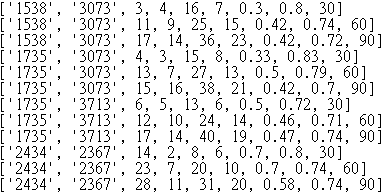 ['1538', '3073', 3, 4, 16, 7, 0.3, 0.8, 30]
['1538', '3073', 11, 9, 25, 15, 0.42, 0.74, 60]
['1538', '3073', 17, 14, 36, 23, 0.42, 0.72, 90]
['1735', '3073', 4, 3, 15, 8, 0.33, 0.83, 30]
['1735', '3073', 13, 7, 27, 13, 0.5, 0.79, 60]
['1735', '3073', 15, 16, 38, 21, 0.42, 0.7, 90]
['1735', '3713', 6, 5, 13, 6, 0.5, 0.72, 30]
['1735', '3713', 12, 10, 24, 14, 0.46, 0.71, 60]
['1735', '3713', 17, 14, 40, 19, 0.47, 0.74, 90]
['2434', '2367', 14, 2, 8, 6, 0.7, 0.8, 30]
['2434', '2367', 23, 7, 20, 10, 0.7, 0.74, 60]
['2434', '2367', 28, 11, 31, 20, 0.58, 0.74, 90]